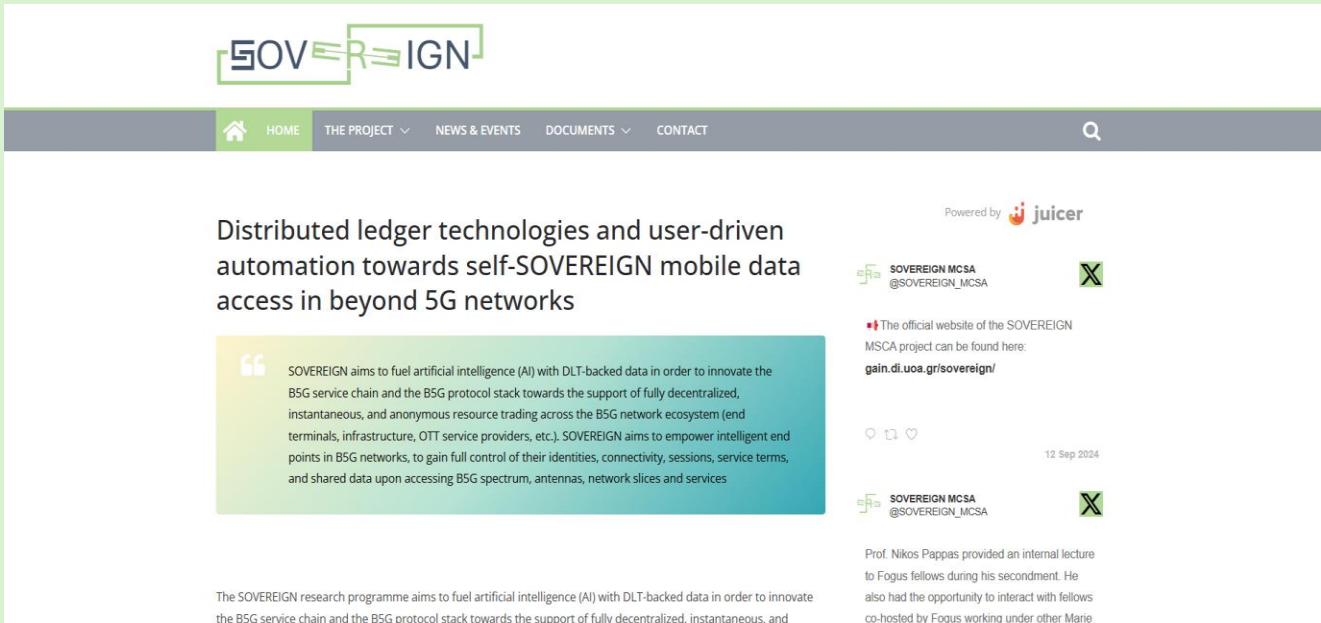 SOVEREIGN
HOME THE PROJECT NEWS & EVENTS DOCUMENTS CONTACT
Distributed ledger technologies and user-driven
automation towards self-SOVEREIGN mobile data
access in beyond 5G networks
SOVEREIGN aims to fuel artificial intelligence (AI) with DLT-backed data in order to innovate the
B5G service chain and the B5G protocol stack towards the support of fully decentralized,
instantaneous, and anonymous resource trading across the B5G network ecosystem (end
terminals, infrastructure, OTT service providers, etc.). SOVEREIGN aims to empower intelligent end
points in B5G networks, to gain full control of their identities, connectivity, sessions, service terms,
and shared data upon accessing B5G spectrum, antennas, network slices and services
The SOVEREIGN research programme aims to fuel artificial intelligence (AI) with DLT-backed data in order to innovate
the B5G service chain and the B5G protocol stack towards the support of fully decentralized, instantaneous, and
Powered by juicer
SOVEREIGN MCSA
@SOVEREIGN_MCSA
The official website of the SOVEREIGN
MSCA project can be found here:
gain.di.uoa.gr/sovereign/
12 Sep 2024
SOVEREIGN MCSA
@SOVEREIGN_MCSA
Prof. Nikos Pappas provided an internal lecture
to Fogus fellows during his secondment. He
also had the opportunity to interact with fellows
co-hosted by Fogus working under other Marie